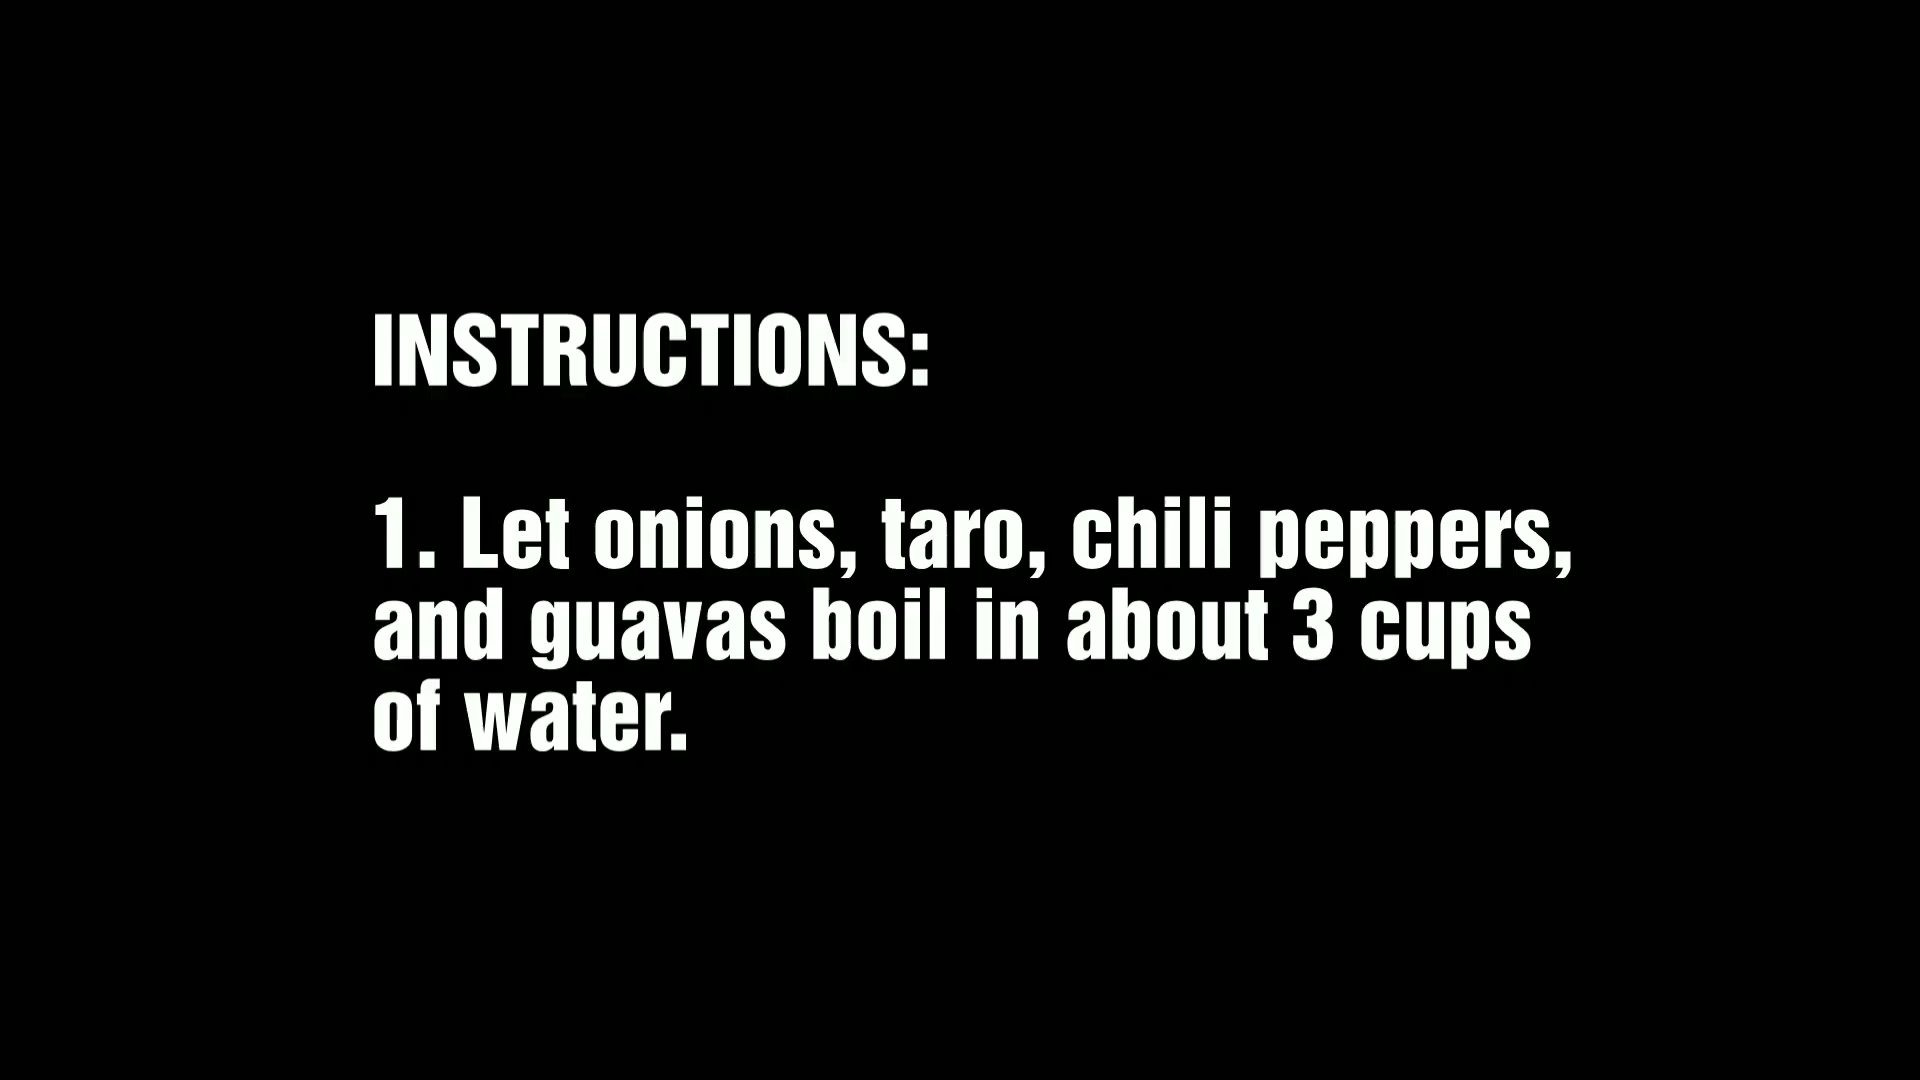 INSTRUCTIONS:
1. Let onions, taro, chili peppers,
and guavas boil in about 3 cups
of water.